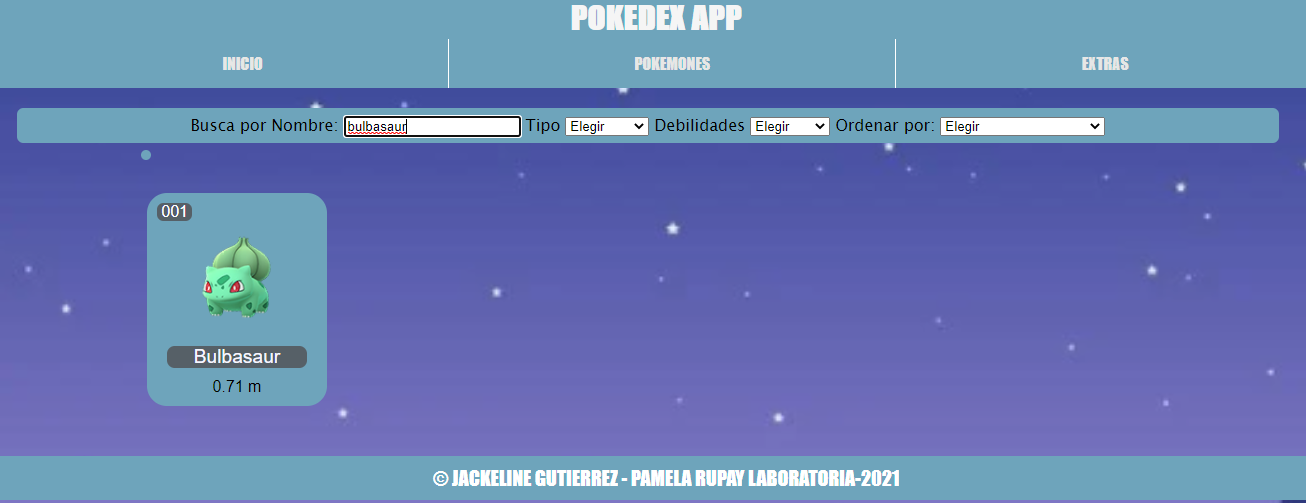 POKEDEX APP
INICIO POKEMONES EXTRAS
Busca por Nombre: bulbasaur Tipo Elegir Debilidades Elegir Ordenar por: Elegir
001
Bulbasaur
0.71 m
© JACKELINE GUTIERREZ - PAMELA RUPAY LABORATORIA-2021